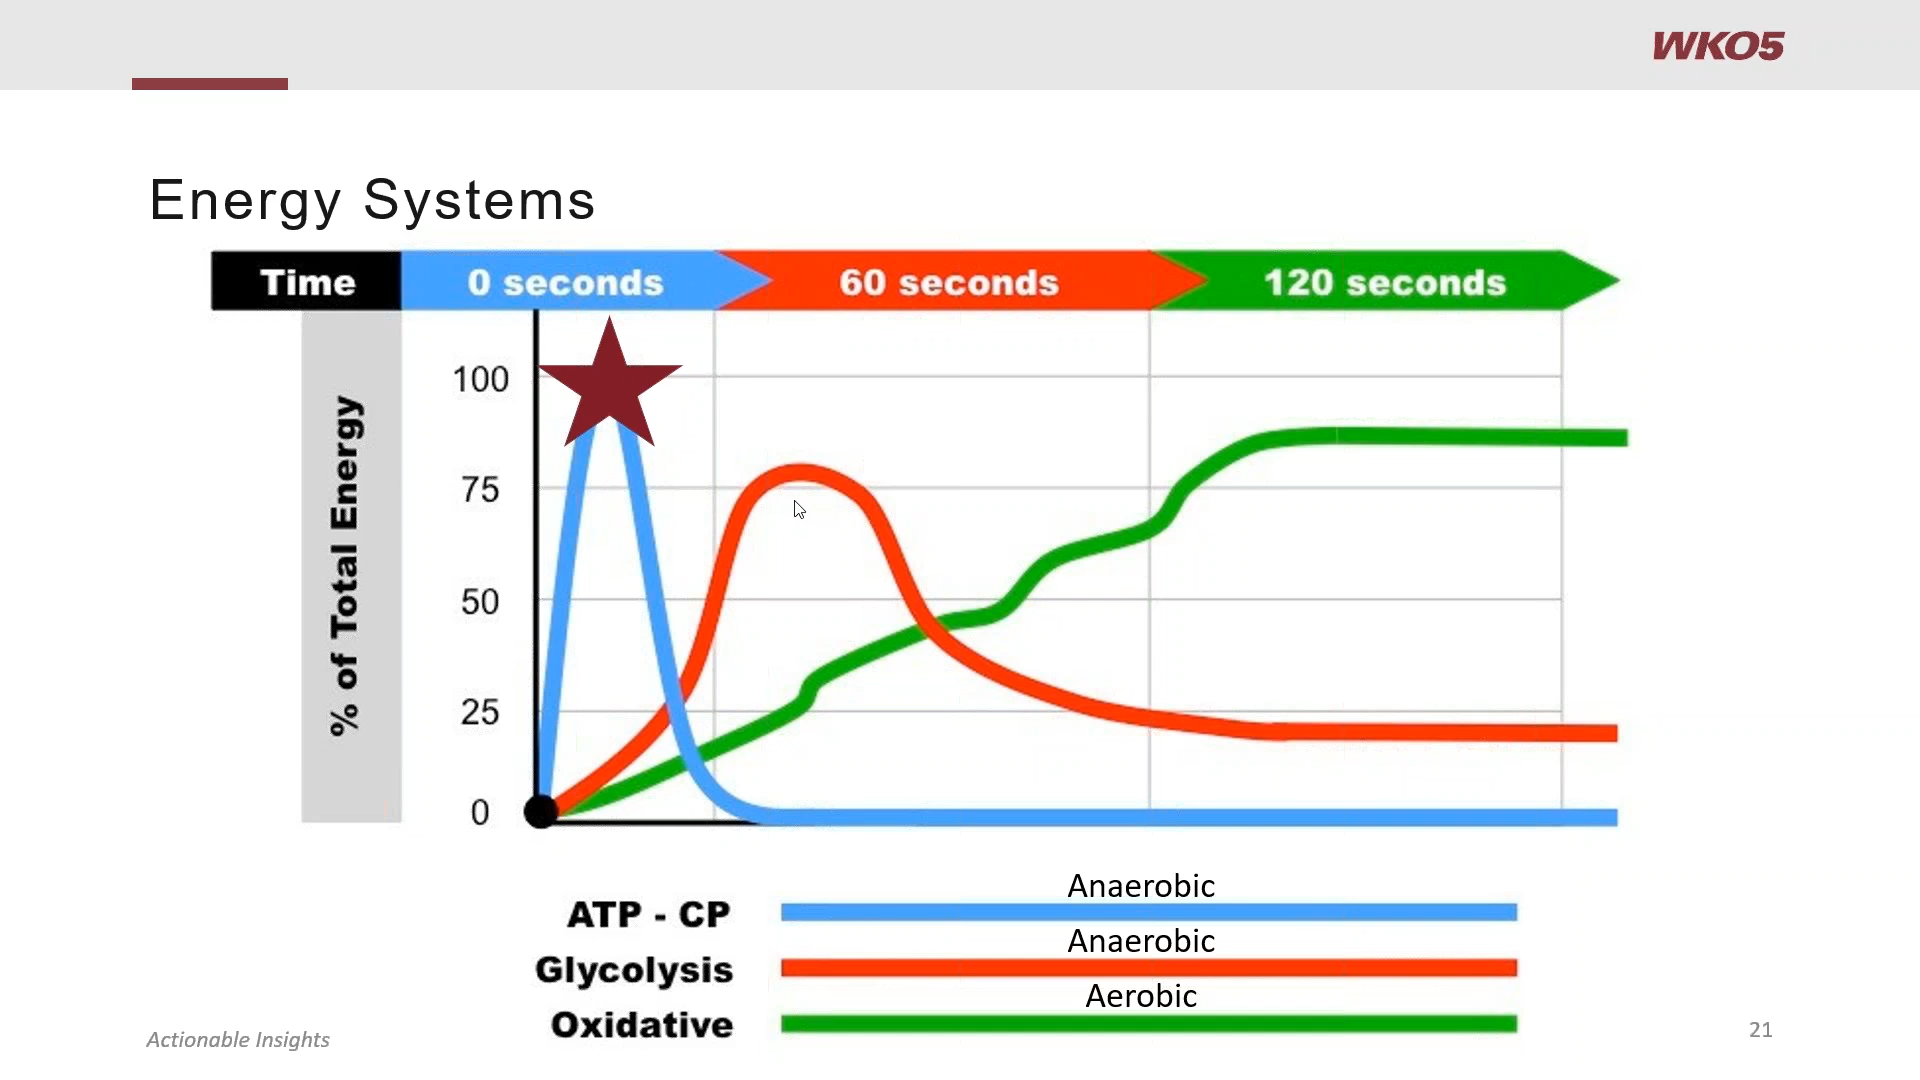 WKO5
Energy Systems
Time 0 seconds 60 seconds 120 seconds
% of Total Energy
100
75
50
25
0
Anaerobic
ATP - CP
Anaerobic
Glycolysis
Aerobic
Oxidative
Actionable Insights
21